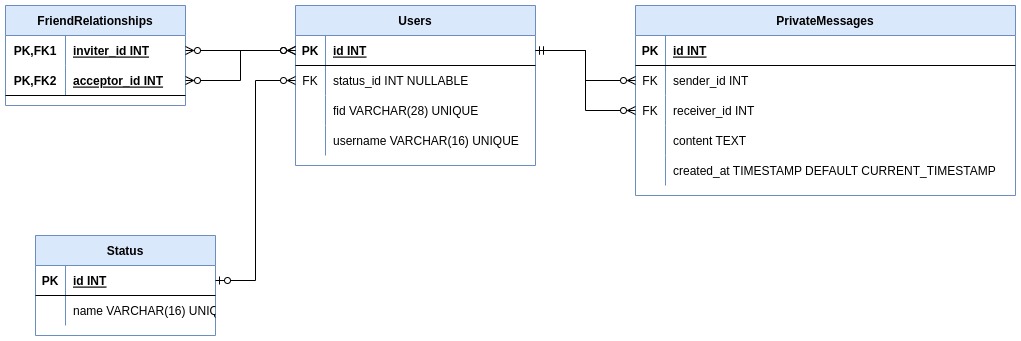 FriendRelationships
PK,FK1 inviter_id INT
PK,FK2 acceptor_id INT
Users
PK id INT
FK status_id INT NULLABLE
fid VARCHAR(28) UNIQUE
username VARCHAR(16) UNIQUE
PrivateMessages
PK id INT
FK sender_id INT
FK receiver_id INT
content TEXT
created_at TIMESTAMP DEFAULT CURRENT_TIMESTAMP
Status
PK id INT
name VARCHAR(16)